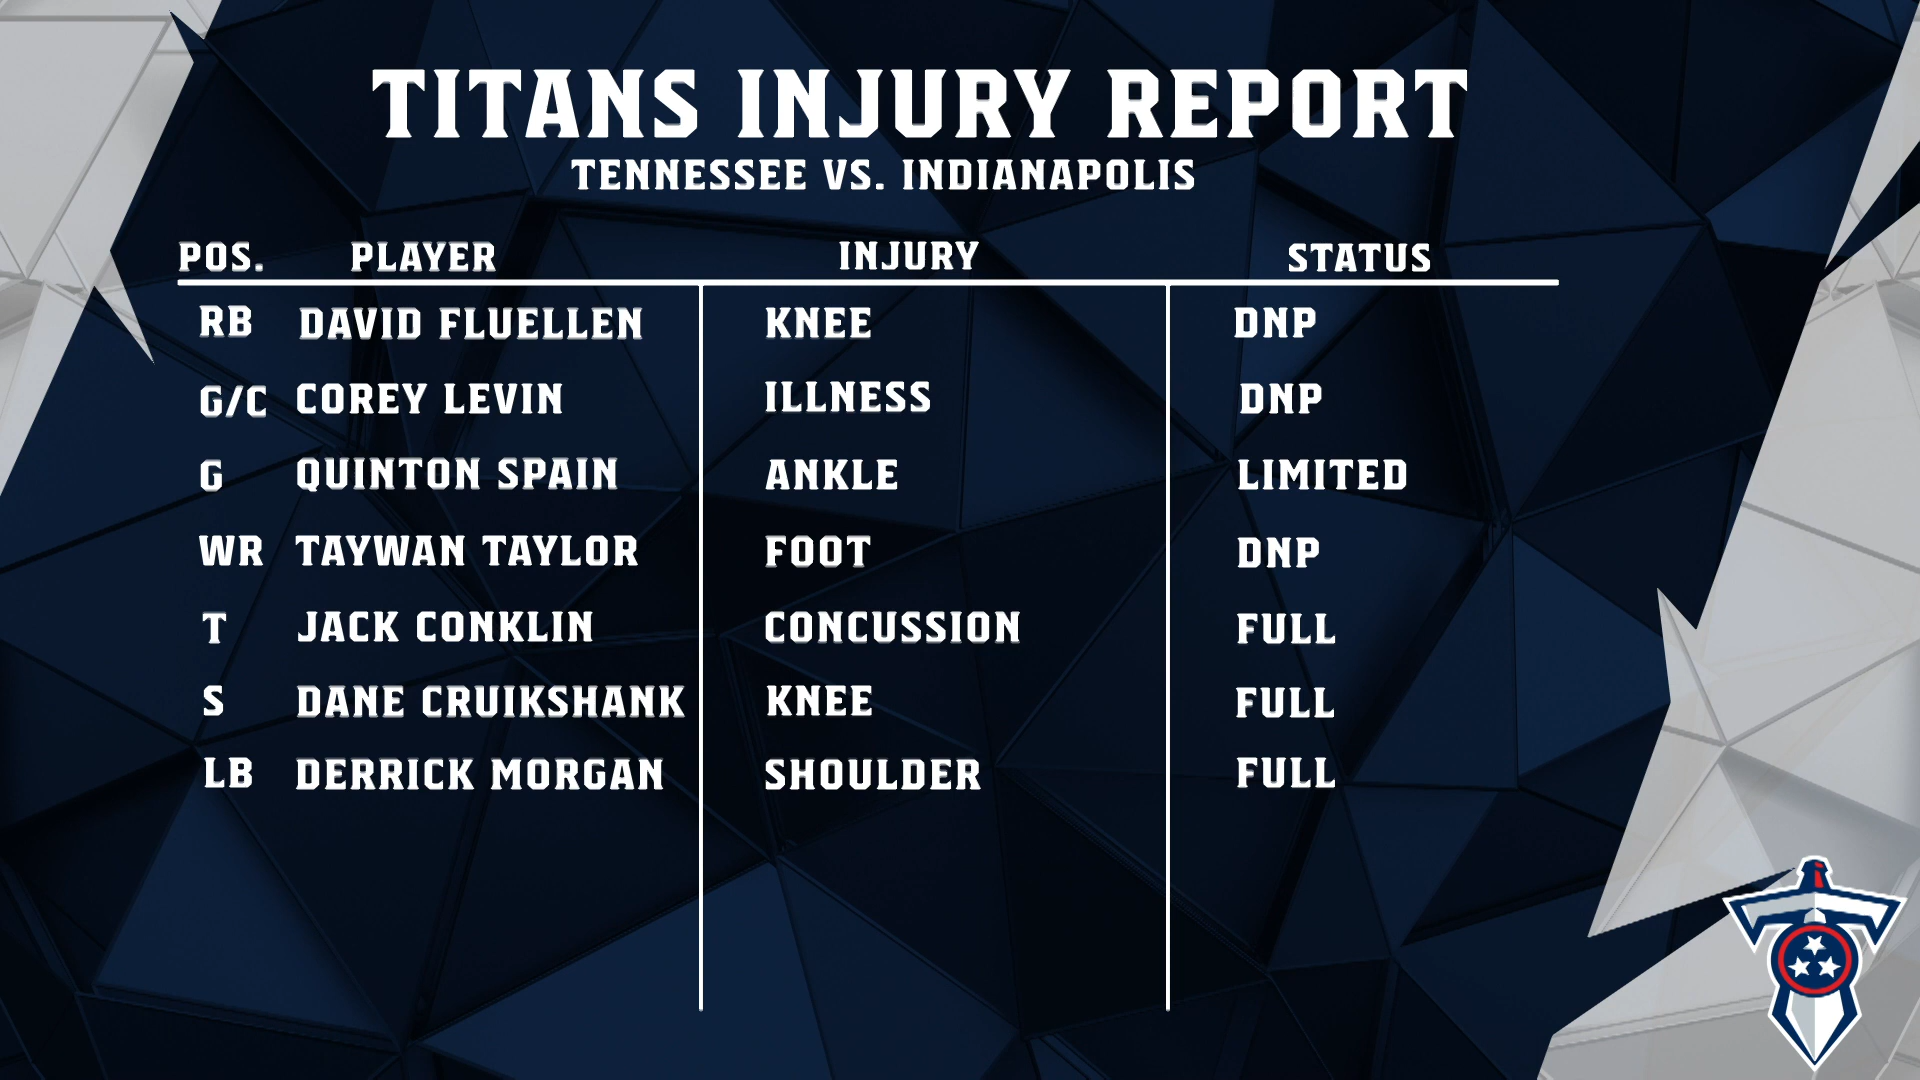 TITANS INJURY REPORT
TENNESSEE VS. INDIANAPOLIS
POS. PLAYER INJURY STATUS
RB DAVID FLUELLEN KNEE DNP
G/C COREY LEVIN ILLNESS DNP
G QUINTON SPAIN ANKLE LIMITED
WR TAYWAN TAYLOR FOOT DNP
T JACK CONKLIN CONCUSSION FULL
S DANE CRUIKSHANK KNEE FULL
LB DERRICK MORGAN SHOULDER FULL